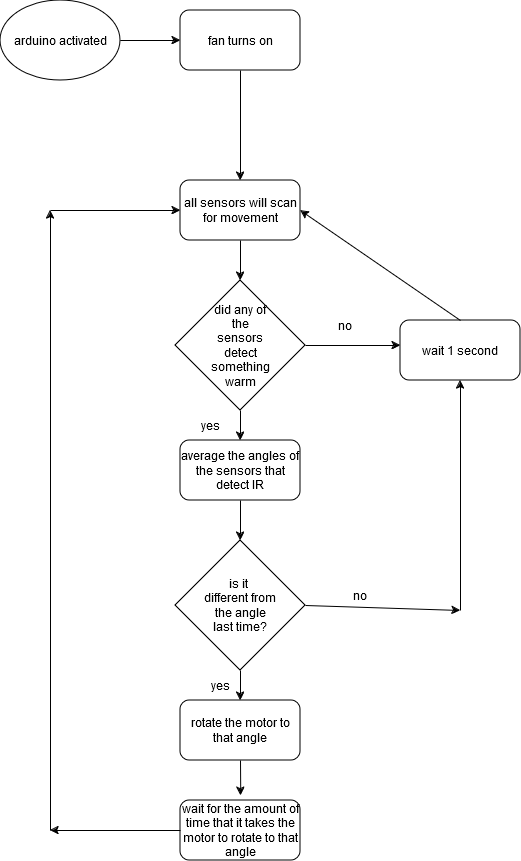 arduino activated
fan turns on
all sensors will scan
for movement
did any of
the
sensors
detect
something
warm
no
wait 1 second
yes
average the angles of
the sensors that
detect IR
is it
different from
the angle
last time?
no
yes
rotate the motor to
that angle
wait for the amount of
time that it takes the
motor to rotate to that
angle